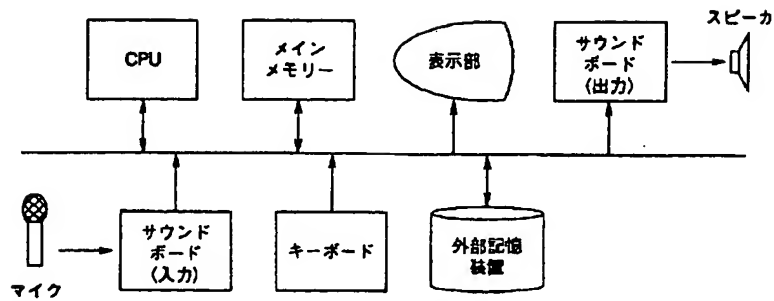 スピーカ
CPU
メイン
メモリー
表示部
サウンド
ボード
(出力)
サウンド
ボード
(入力)
キーボード
外部記憶
装置
マイク